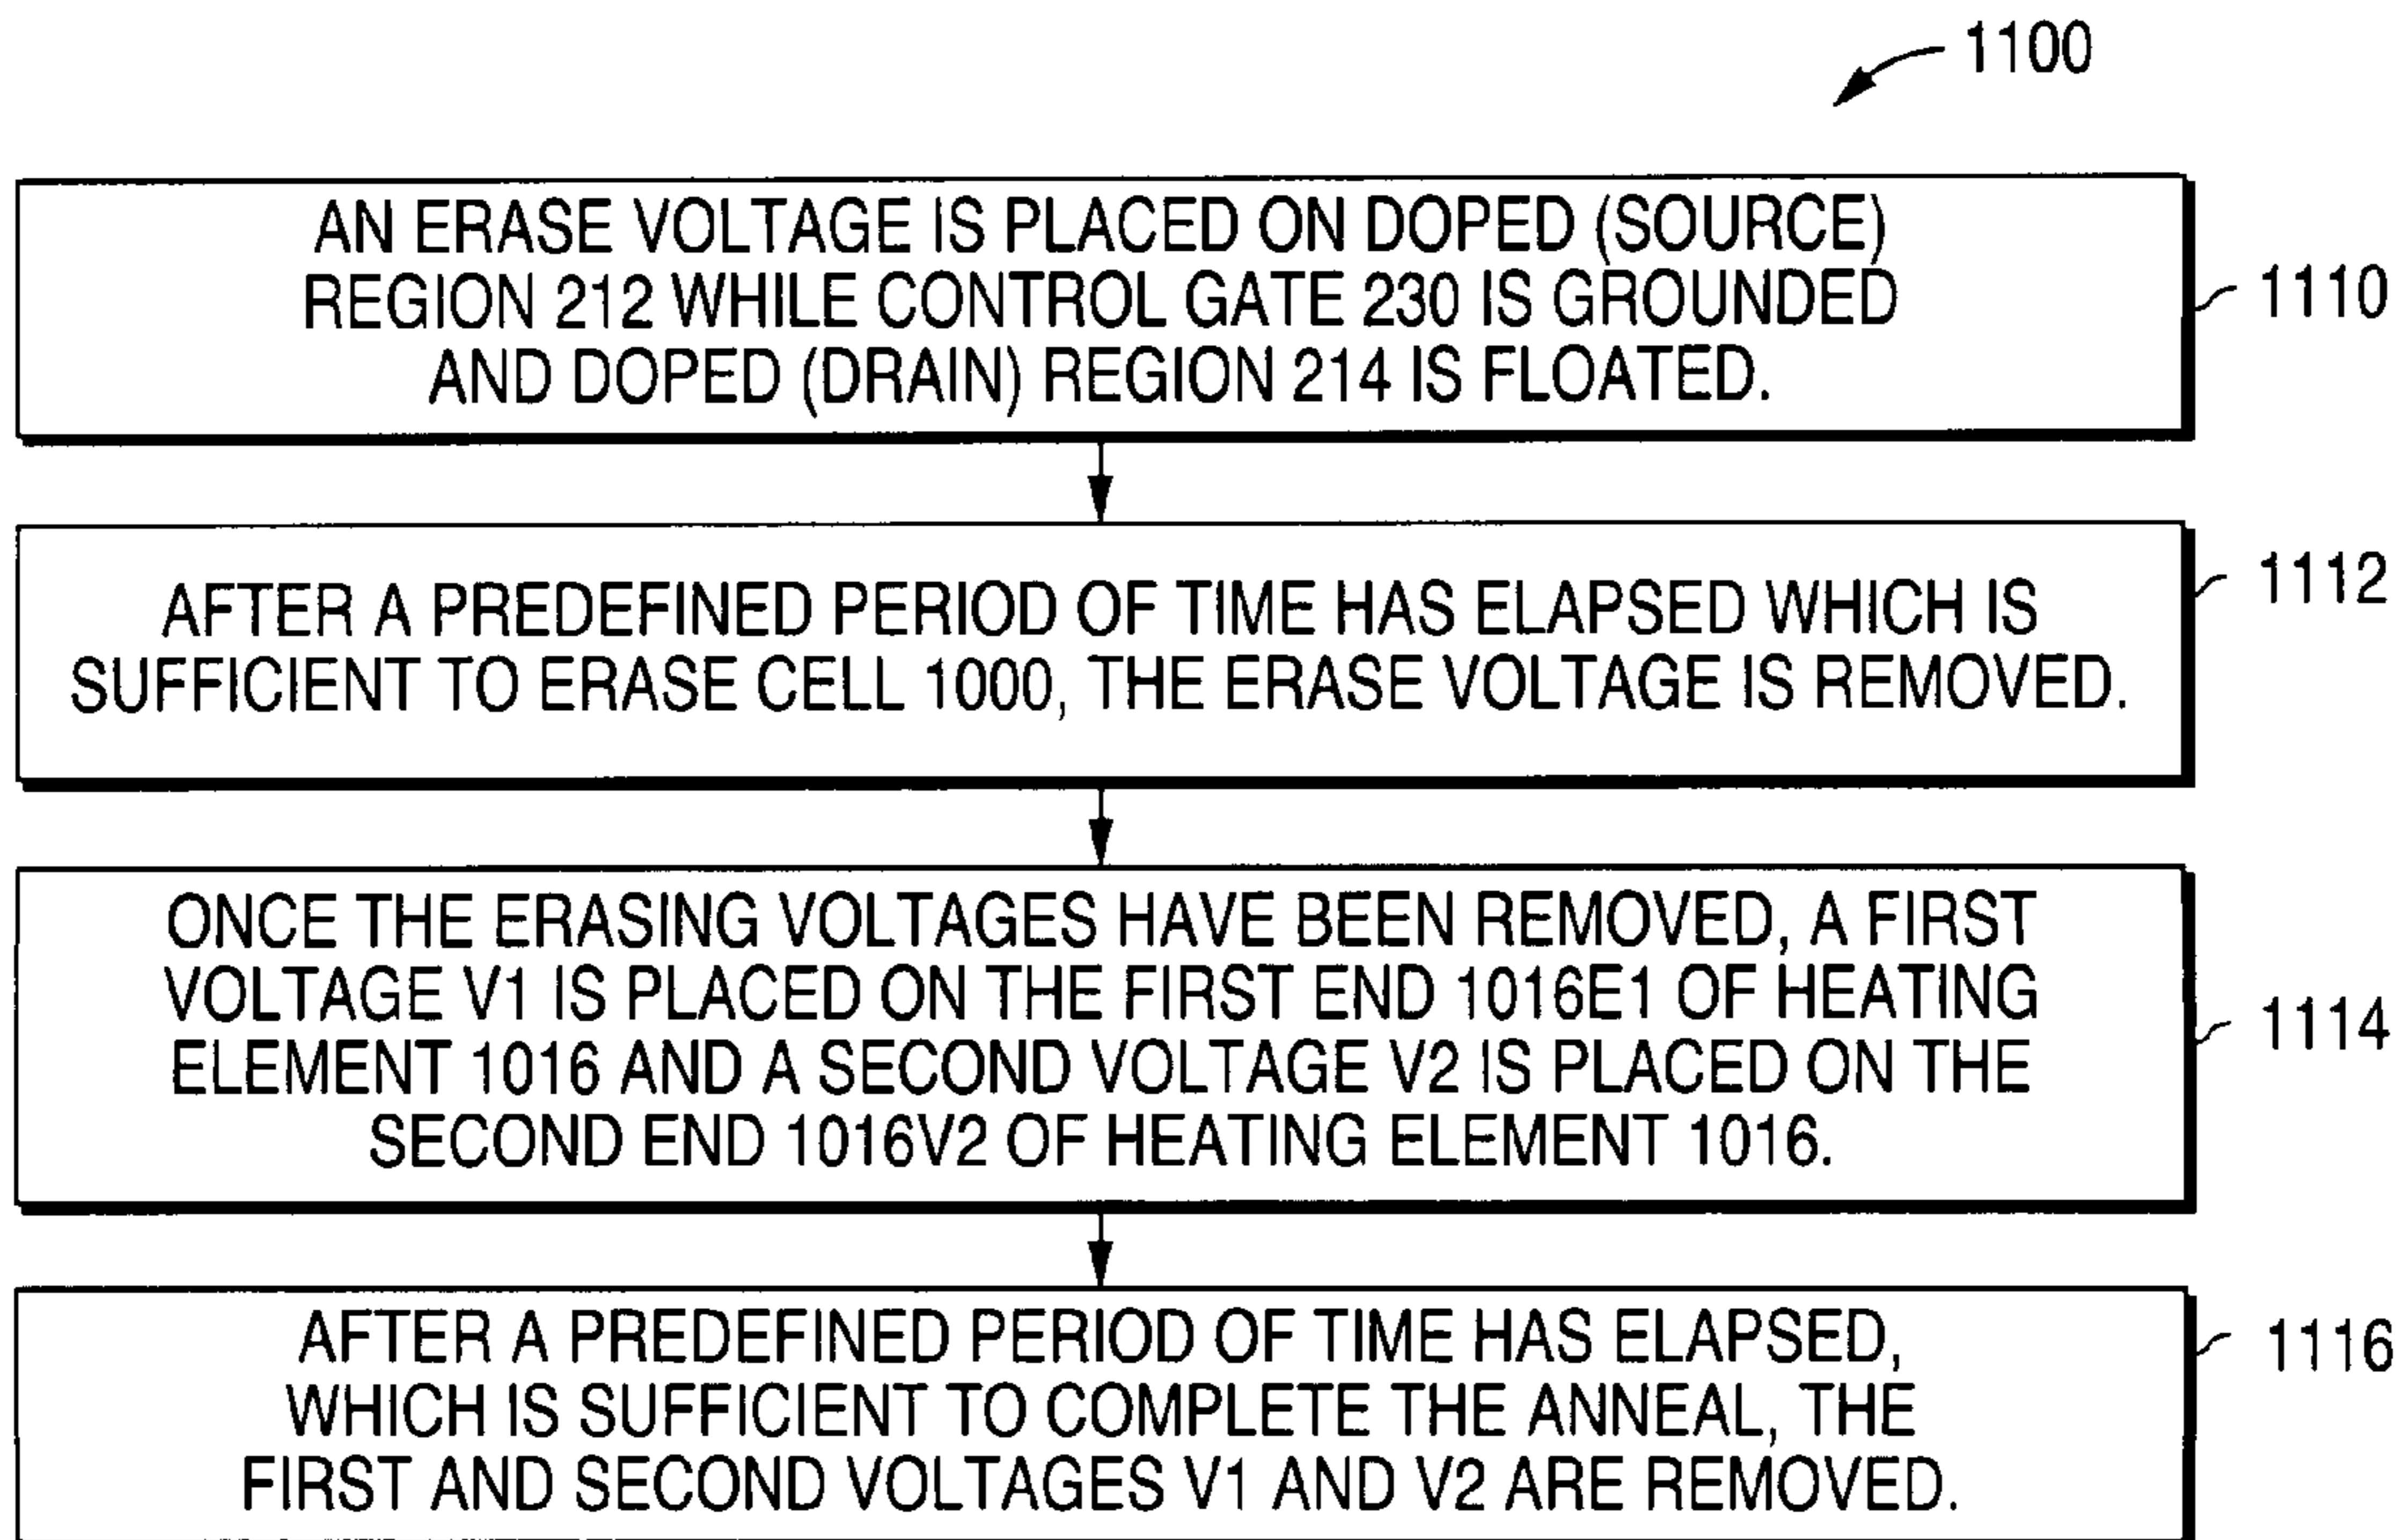 1100
AN ERASE VOLTAGE IS PLACED ON DOPED (SOURCE)
REGION 212 WHILE CONTROL GATE 230 IS GROUNDED
AND DOPED (DRAIN) REGION 214 IS FLOATED.
1110
AFTER A PREDEFINED PERIOD OF TIME HAS ELAPSED WHICH IS
SUFFICIENT TO ERASE CELL 1000, THE ERASE VOLTAGE IS REMOVED.
1112
ONCE THE ERASING VOLTAGES HAVE BEEN REMOVED, A FIRST
VOLTAGE V1 IS PLACED ON THE FIRST END 1016E1 OF HEATING
ELEMENT 1016 AND A SECOND VOLTAGE V2 IS PLACED ON THE
SECOND END 1016V2 OF HEATING ELEMENT 1016.
1114
AFTER A PREDEFINED PERIOD OF TIME HAS ELAPSED,
WHICH IS SUFFICIENT TO COMPLETE THE ANNEAL, THE
FIRST AND SECOND VOLTAGES V1 AND V2 ARE REMOVED.
1116